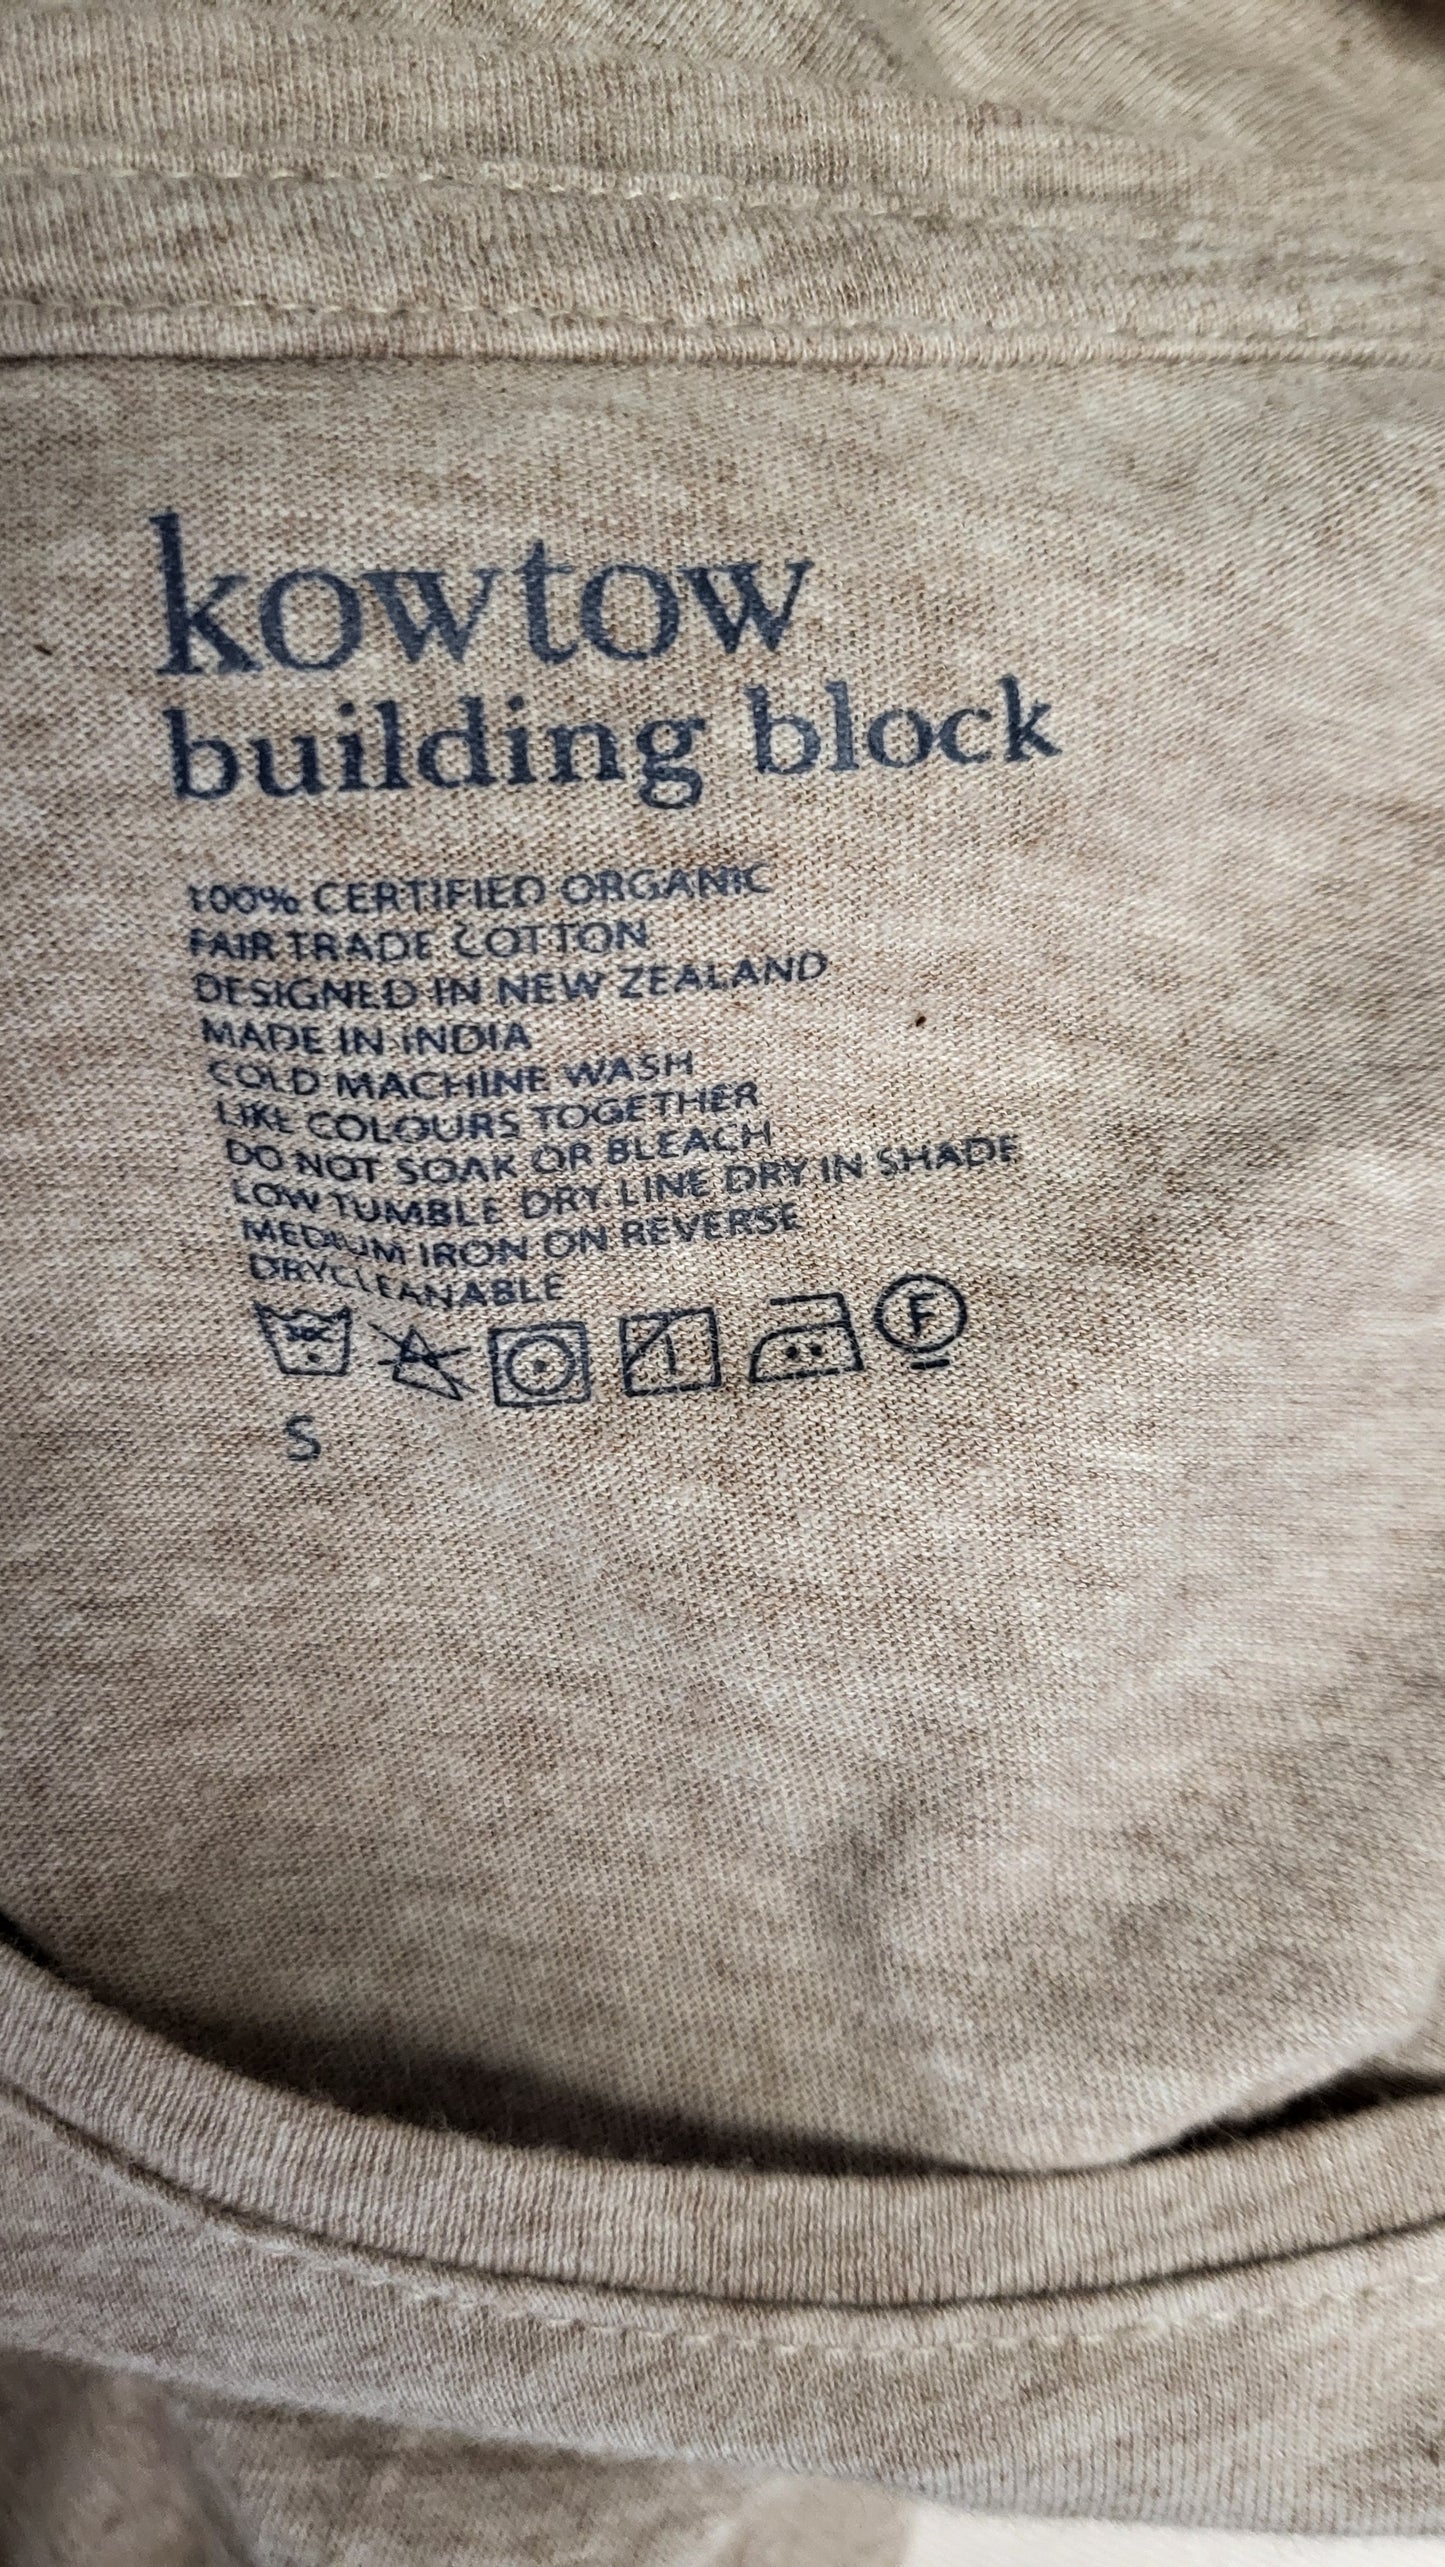 kowtow
building block
100% CERTIFIED ORGANIC
FAIR TRADE COTTON
DESIGNED IN NEW ZEALAND
MADE IN INDIA
COLD MACHINE WASH
LIKE COLOURS TOGETHER
DO NOT SOAK OR BLEACH
LOW TUMBLE DRY. LINE DRY IN SHADE
MEDIUM IRON ON REVERSE
DRYCLEANABLE
F
S